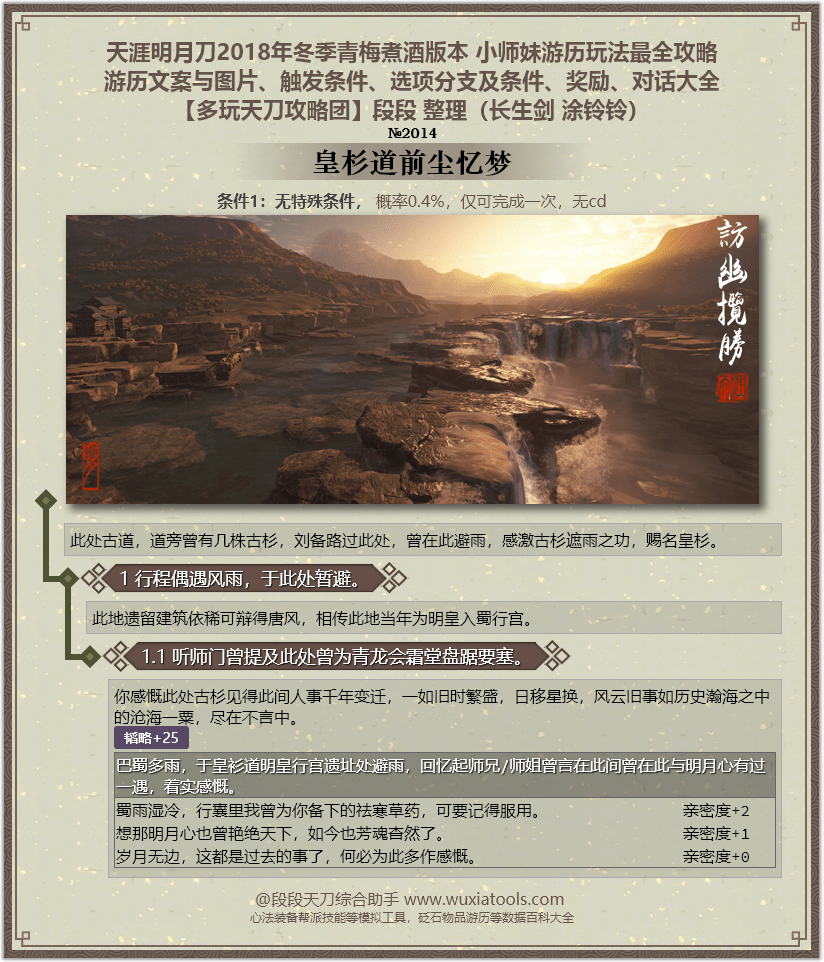 天涯明月刀2018年冬季青梅煮酒版本 小师妹游历玩法最全攻略
游历文案与图片、触发条件、选项分支及条件、奖励、对话大全
【多玩天刀攻略团】段段 整理（长生剑 涂铃铃）
№2014
皇杉道前尘忆梦
条件1：无特殊条件， 概率0.4%，仅可完成一次，无cd
訪幽攬勝
此处古道，道旁曾有几株古杉，刘备路过此处，曾在此避雨，感激古杉遮雨之功，赐名皇杉。
1 行程偶遇风雨，于此处暂避。
此地遗留建筑依稀可辩得唐风，相传此地当年为明皇入蜀行宫。
1.1 听师门曾提及此处曾为青龙会霜堂盘踞要塞。
你感慨此处古杉见得此间人事千年变迁，一如旧时繁盛，日移星换，风云旧事如历史瀚海之中
的沧海一粟，尽在不言中。
韬略+25
巴蜀多雨，于皇衫道明皇行官遗址处避雨，回忆起师兄/师姐曾言在此间曾在此与明月心有过
一遇，着实感慨。
蜀雨湿冷，行囊里我曾为你备下的祛寒草药，可要记得服用。 亲密度+2
想那明月心也曾艳绝天下，如今也芳魂杳然了。 亲密度+1
岁月无边，这都是过去的事了，何必为此多作感慨。 亲密度+0
@段段天刀综合助手 www.wuxiatools.com
心法装备帮派技能等模拟工具，砭石物品游历等数据百科大全